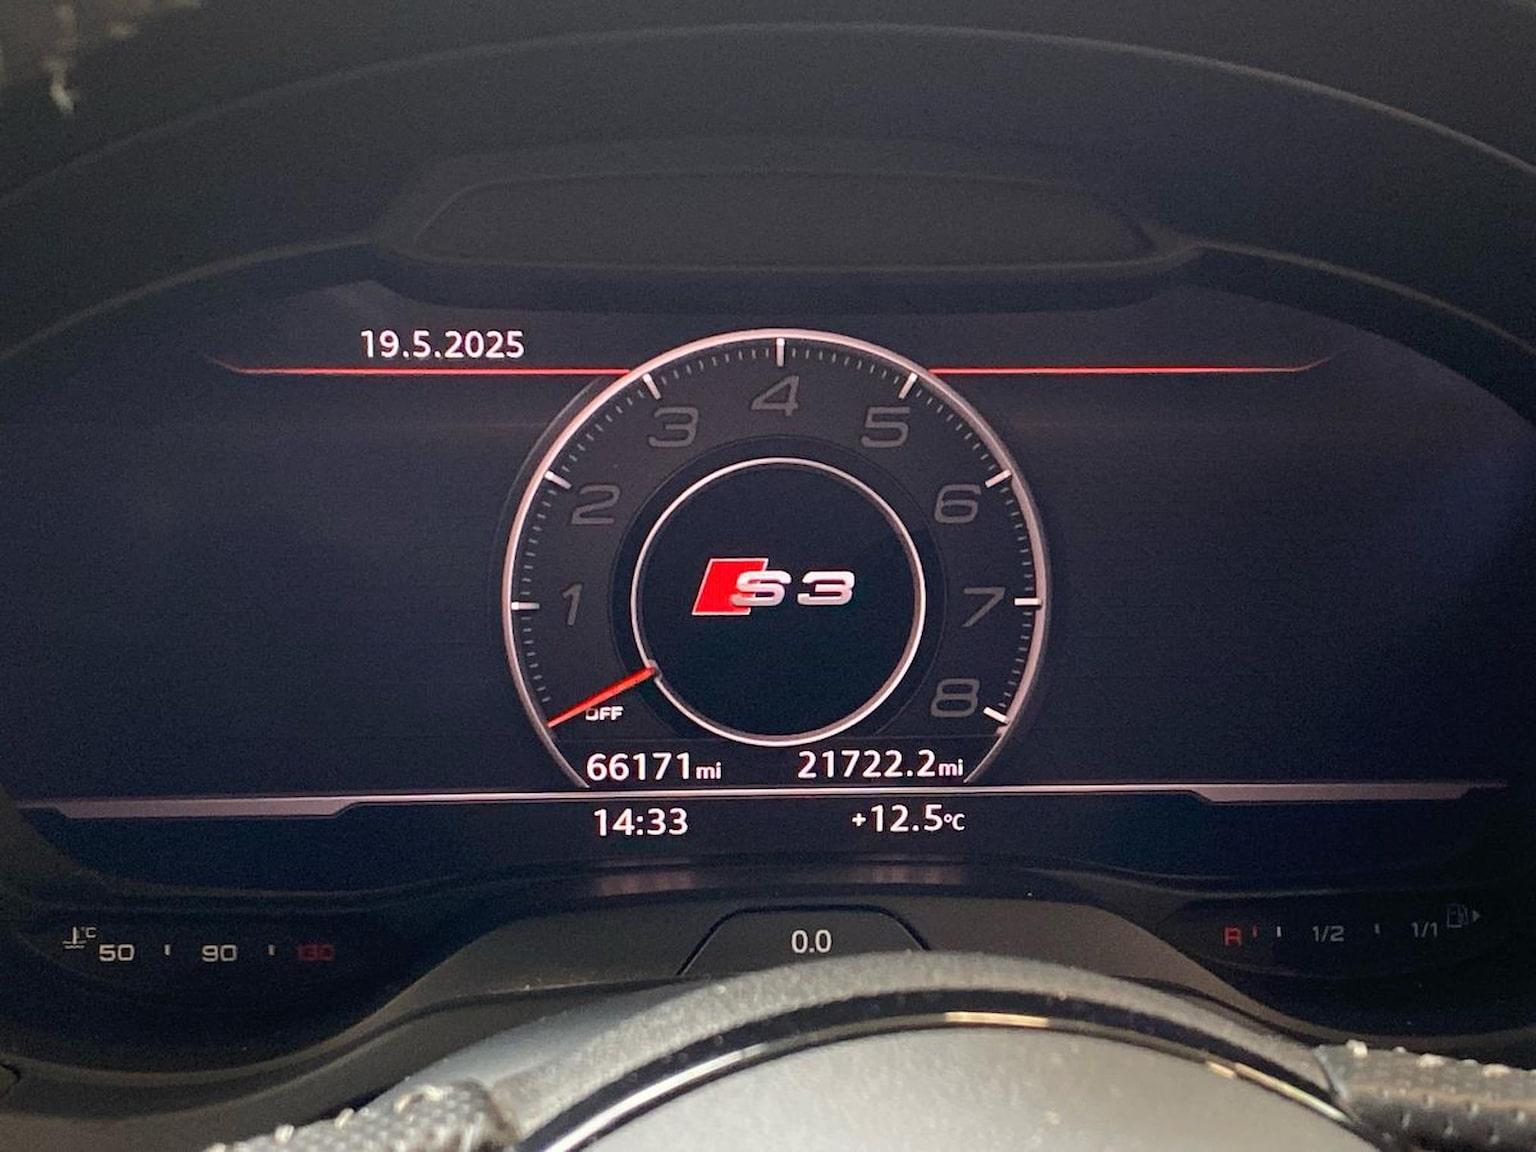 19.5.2025
4
3 5
2 6
1 7
8
S3
OFF
66171mi 21722.2mi
14:33 +12.5°C
°C 50 90 130
0.0
R 1/2 1/1